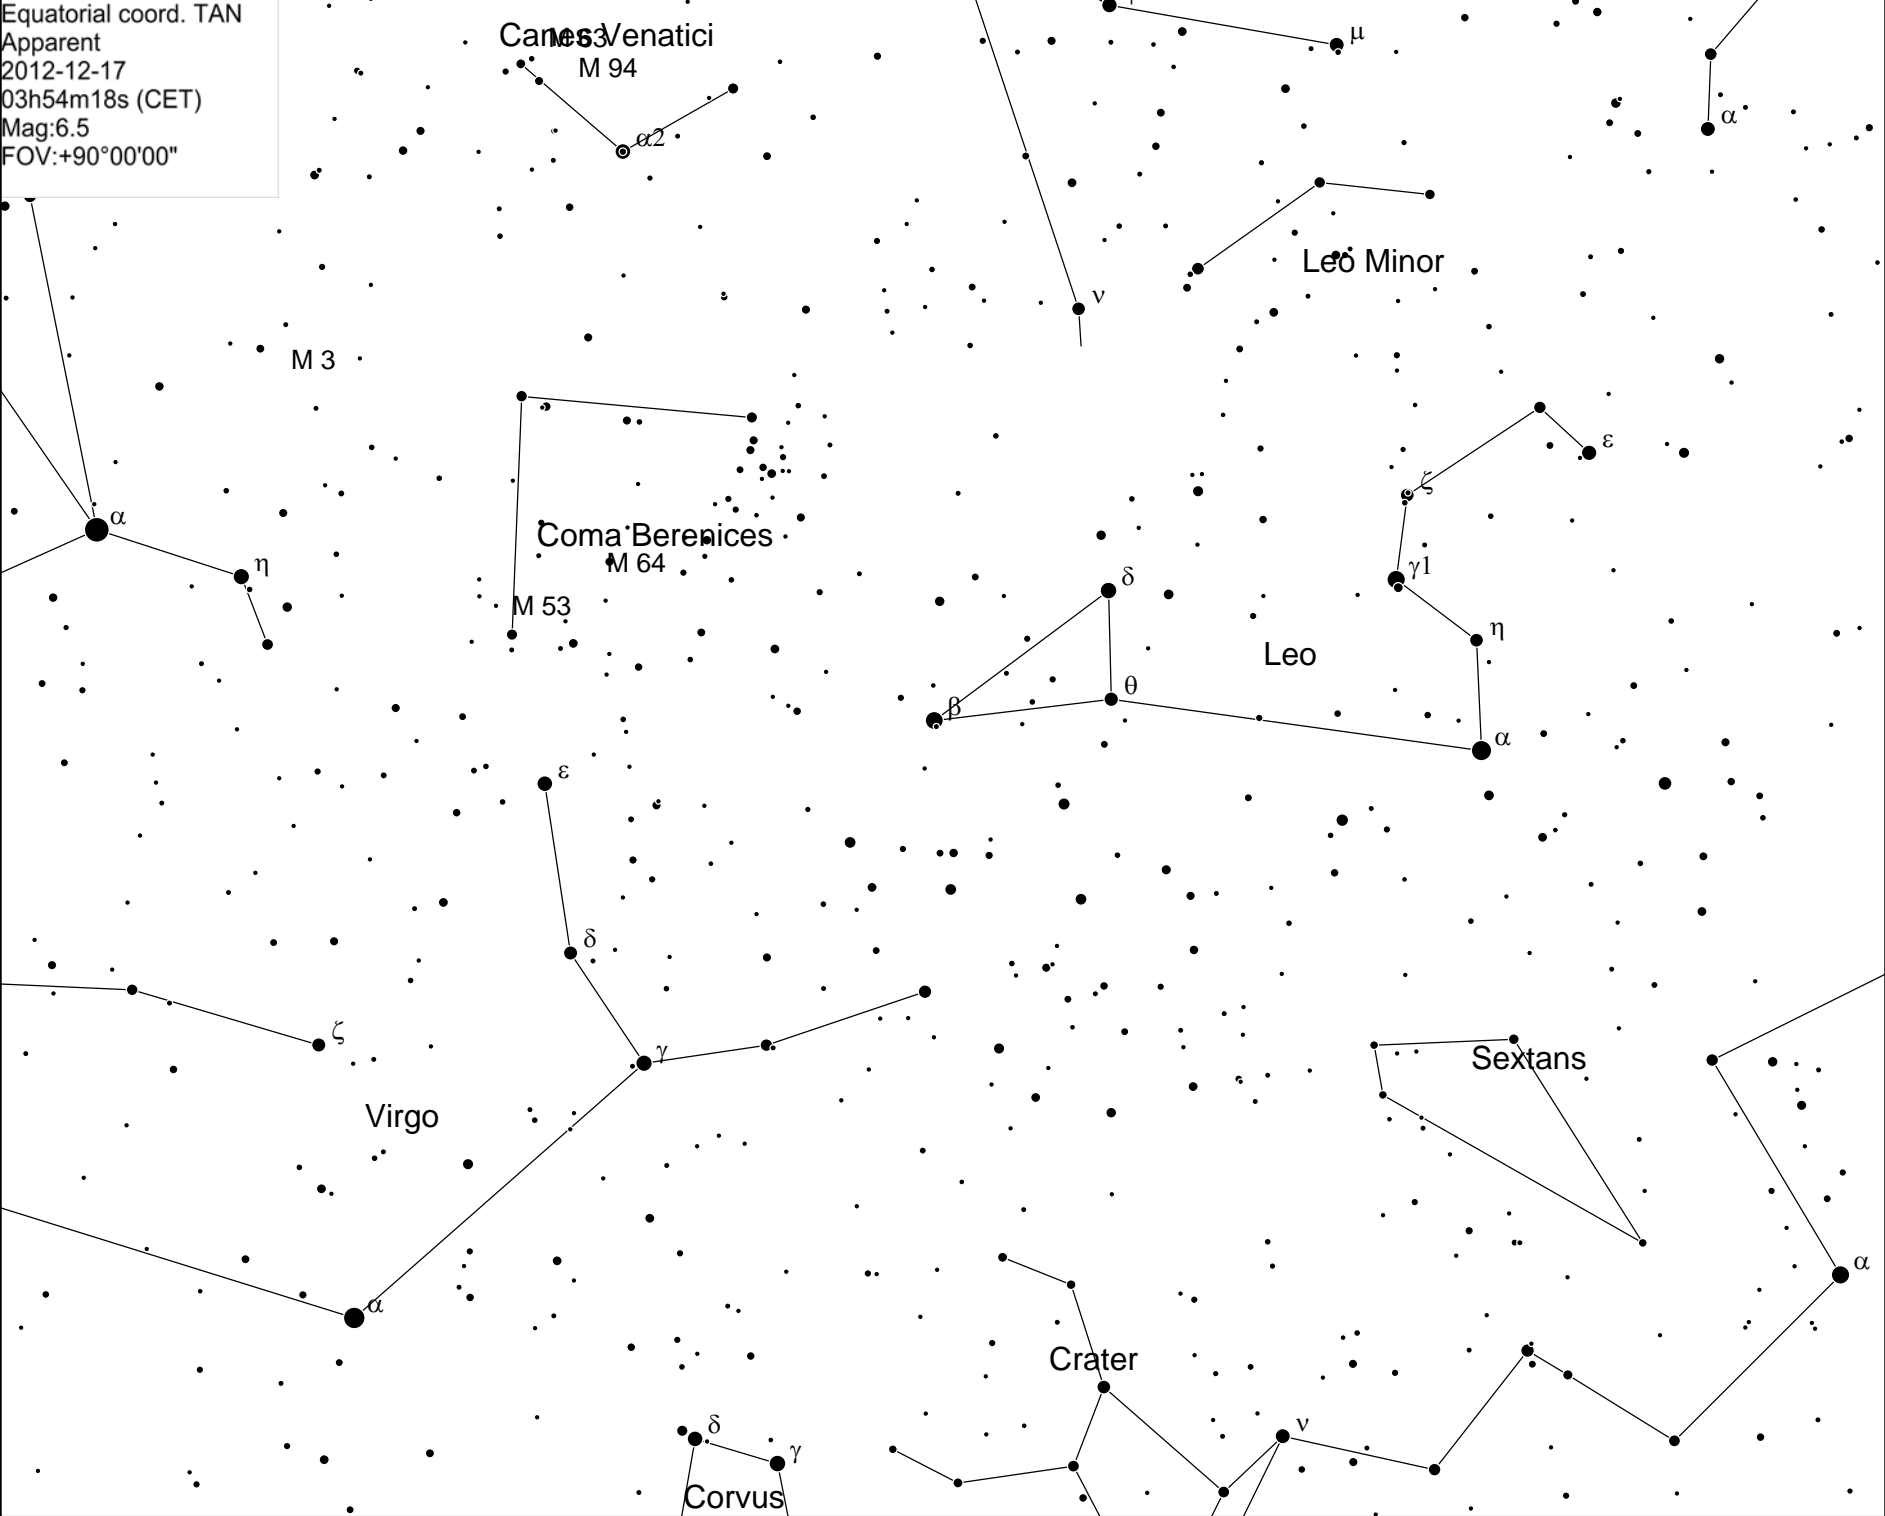 Equatorial coord. TAN
Apparent
2012-12-17
03h54m18s (CET)
Mag:6.5
FOV:+90°00'00"
Canes Venatici
M 63
M 94
α2
μ
α
Leo Minor
ν
M 3
ε
ζ
α
Coma Berenices
M 64
η
γ1
δ
M 53
η
Leo
θ
β
α
ε
δ
ζ
γ
Sextans
Virgo
α
α
Crater
δ
ν
γ
Corvus